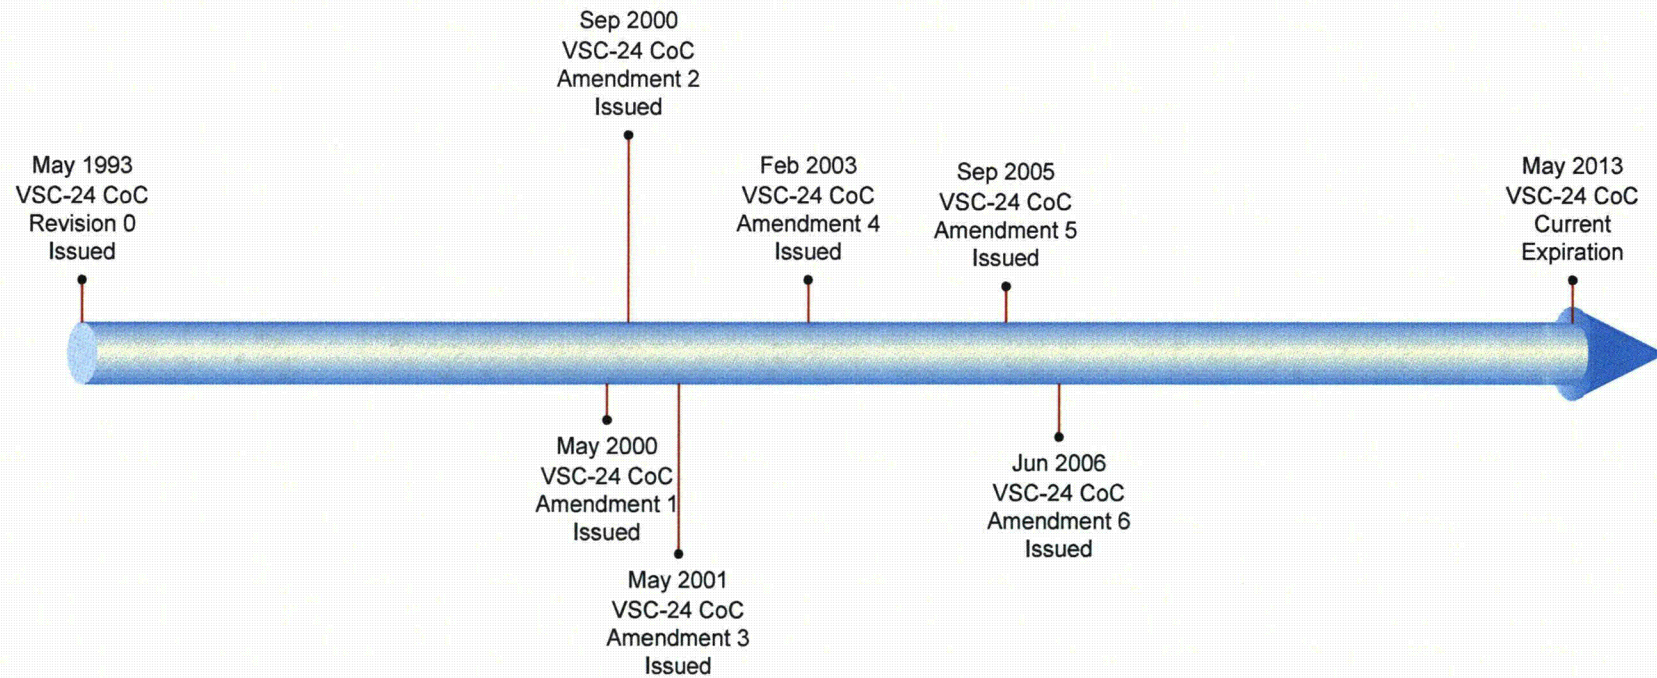 Sep 2000
VSC-24 CoC
Amendment 2
Issued
May 1993
VSC-24 CoC
Revision 0
Issued
Feb 2003
VSC-24 CoC
Amendment 4
Issued
Sep 2005
VSC-24 CoC
Amendment 5
Issued
May 2013
VSC-24 CoC
Current
Expiration
May 2000
VSC-24 CoC
Amendment 1
Issued
Jun 2006
VSC-24 CoC
Amendment 6
Issued
May 2001
VSC-24 CoC
Amendment 3
Issued